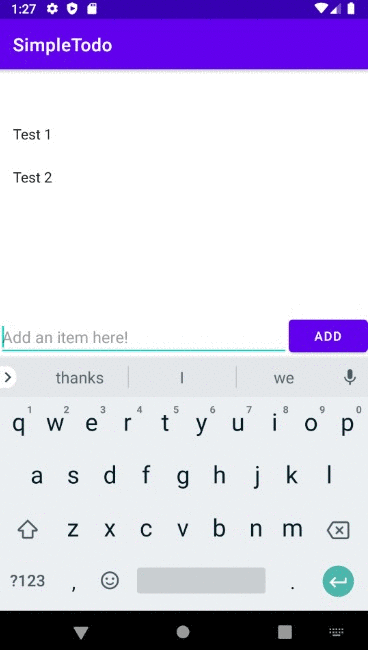 1:27
SimpleTodo
Test 1
Test 2
Add an item here!
ADD
thanks I we
q1 w2 e3 r4 t5 y6 u7 i8 o9 p0
a s d f g h j k l
z x c v b n m
?123 , .